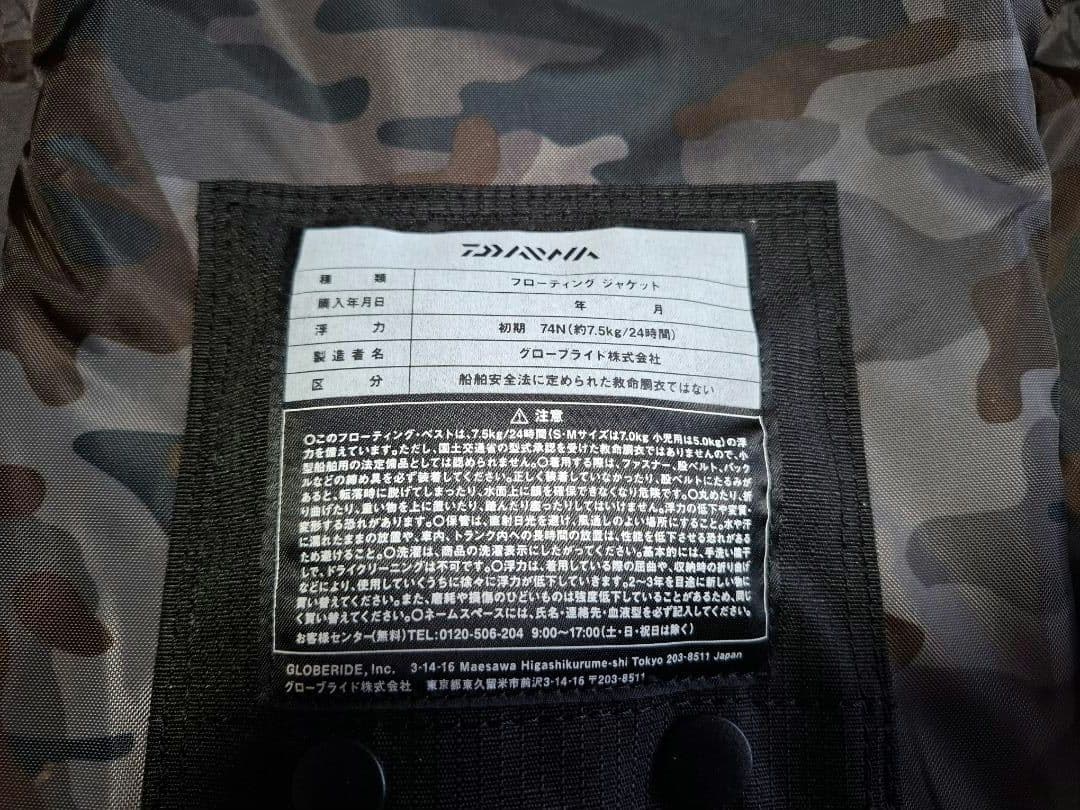 DAIWA
種 類 フローティング ジャケット
購入年月日 年 月
浮 力 初期 74N(約7.5kg/24時間)
製造者名 グローブライド株式会社
区 分 船舶安全法に定められた救命胴衣ではない
⚠ 注意
○このフローティング・ベストは、7.5kg/24時間(S・Mサイズは7.0kg 小児用は5.0kg)の浮
力を備えています。ただし、国土交通省の型式承認を受けた救命胴衣ではありませんので、小
型船舶用の法定備品としては認められません。○着用する際は、ファスナー、股ベルト、バック
ルなどの締め具を必ず装着してください。正しく装着していなかったり、股ベルトにたるみが
あると、転落時に脱げてしまったり、水面上に顔を確保できなくなり危険です。○丸めたり、折
り曲げたり、重い物を上に置いたり、踏んだり座ったりしてはいけません。浮力の低下や変質・
変形する恐れがあります。○保管は、直射日光を避け、風通しのよい場所にすること。水や汗
に濡れたままの放置や、車内、トランク内への長時間の放置は、性能を低下させる恐れがある
ため避けること。○洗濯は、商品の洗濯表示にしたがってください。基本的には、手洗い陰干
しで、ドライクリーニングは不可です。○浮力は、着用している際の屈曲や、収納時の折り曲げ
などにより、使用していくうちに徐々に浮力が低下していきます。2～3年を目途に新しい物に
買い替えてください。また、磨耗や損傷のひどいものは強度低下していることがあるため、同じ
く買い替えてください。○ネームスペースには、氏名・連絡先・血液型を必ず記入してください。
お客様センター(無料)TEL:0120-506-204 9:00～17:00(土・日・祝日は除く)
GLOBERIDE, Inc. 3-14-16 Maesawa Higashikurume-shi Tokyo 203-8511 Japan
グローブライド株式会社 東京都東久留米市前沢3-14-16 〒203-8511